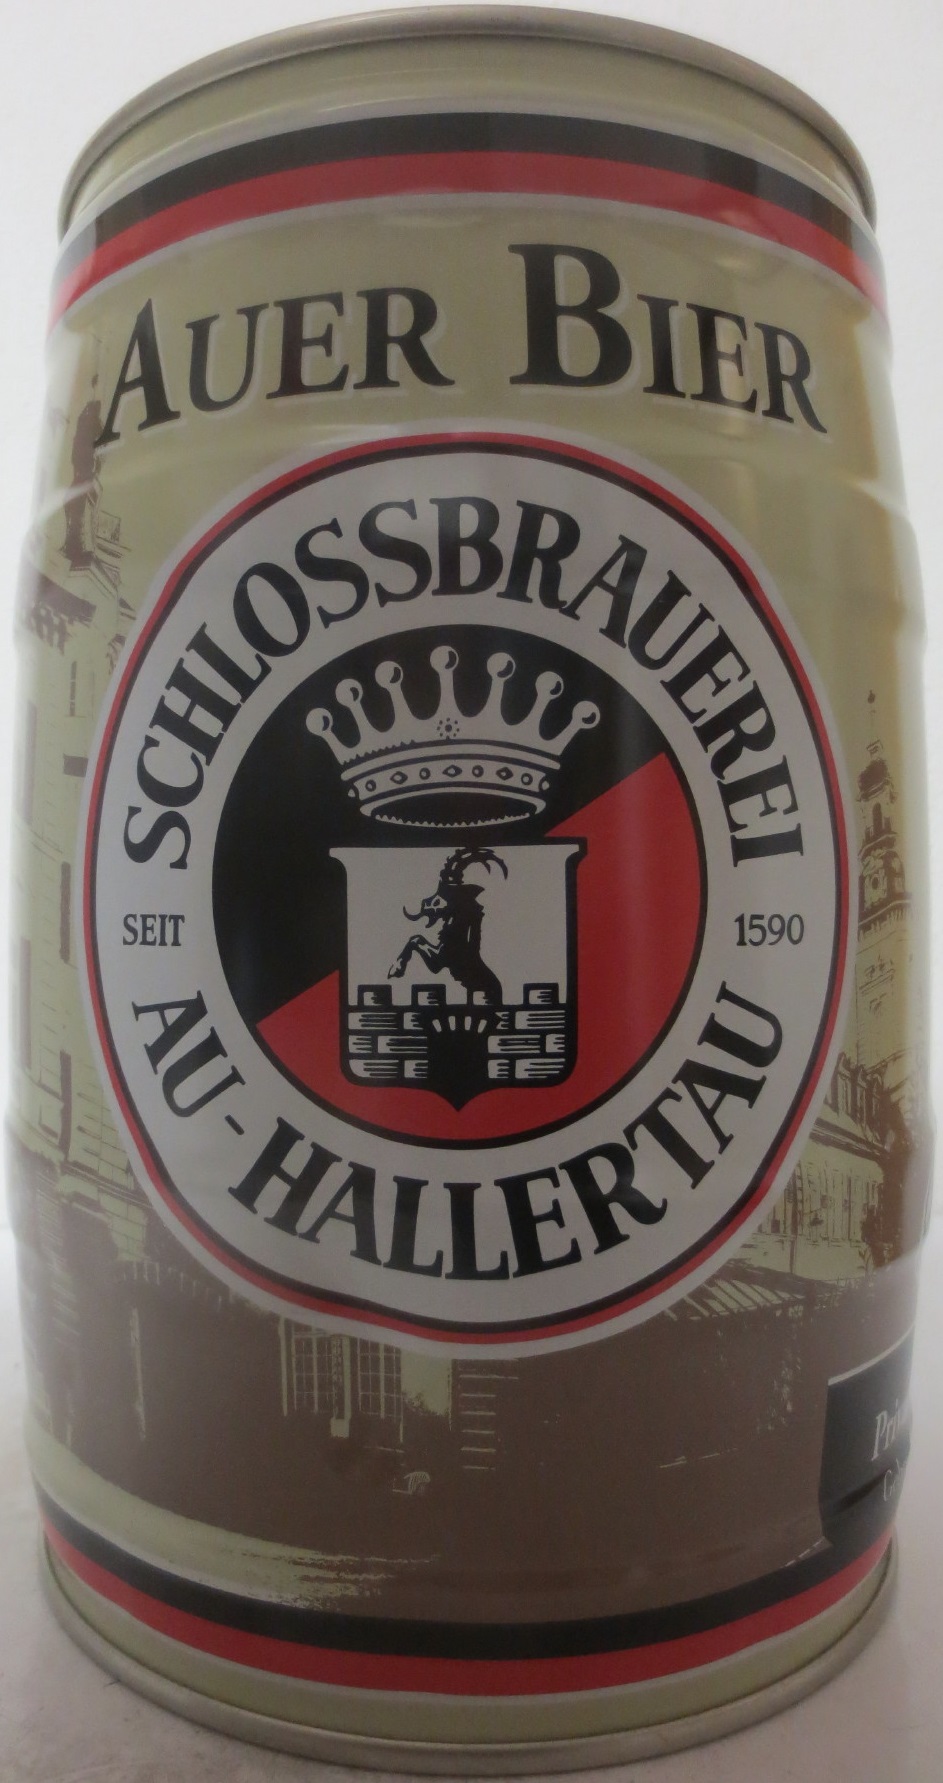 AUER BIER
SCHLOSSBRAUEREI
SEIT 1590
AU-HALLERTAU